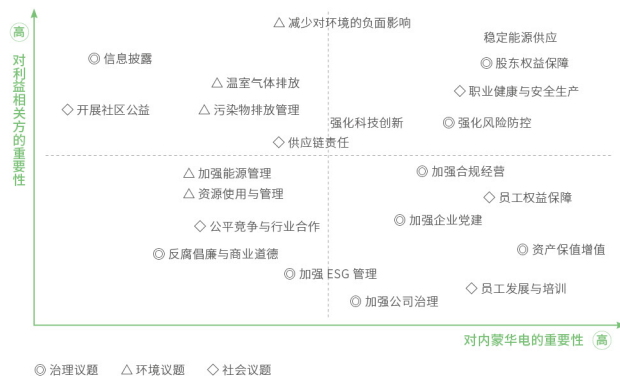 高
对利益相关方的重要性
减少对环境的负面影响
稳定能源供应
信息披露
股东权益保障
温室气体排放
职业健康与安全生产
开展社区公益
污染物排放管理
强化科技创新
强化风险防控
供应链责任
加强能源管理
加强合规经营
资源使用与管理
员工权益保障
公平竞争与行业合作
加强企业党建
反腐倡廉与商业道德
资产保值增值
加强 ESG 管理
员工发展与培训
加强公司治理
对内蒙华电的重要性 高
治理议题 环境议题 社会议题